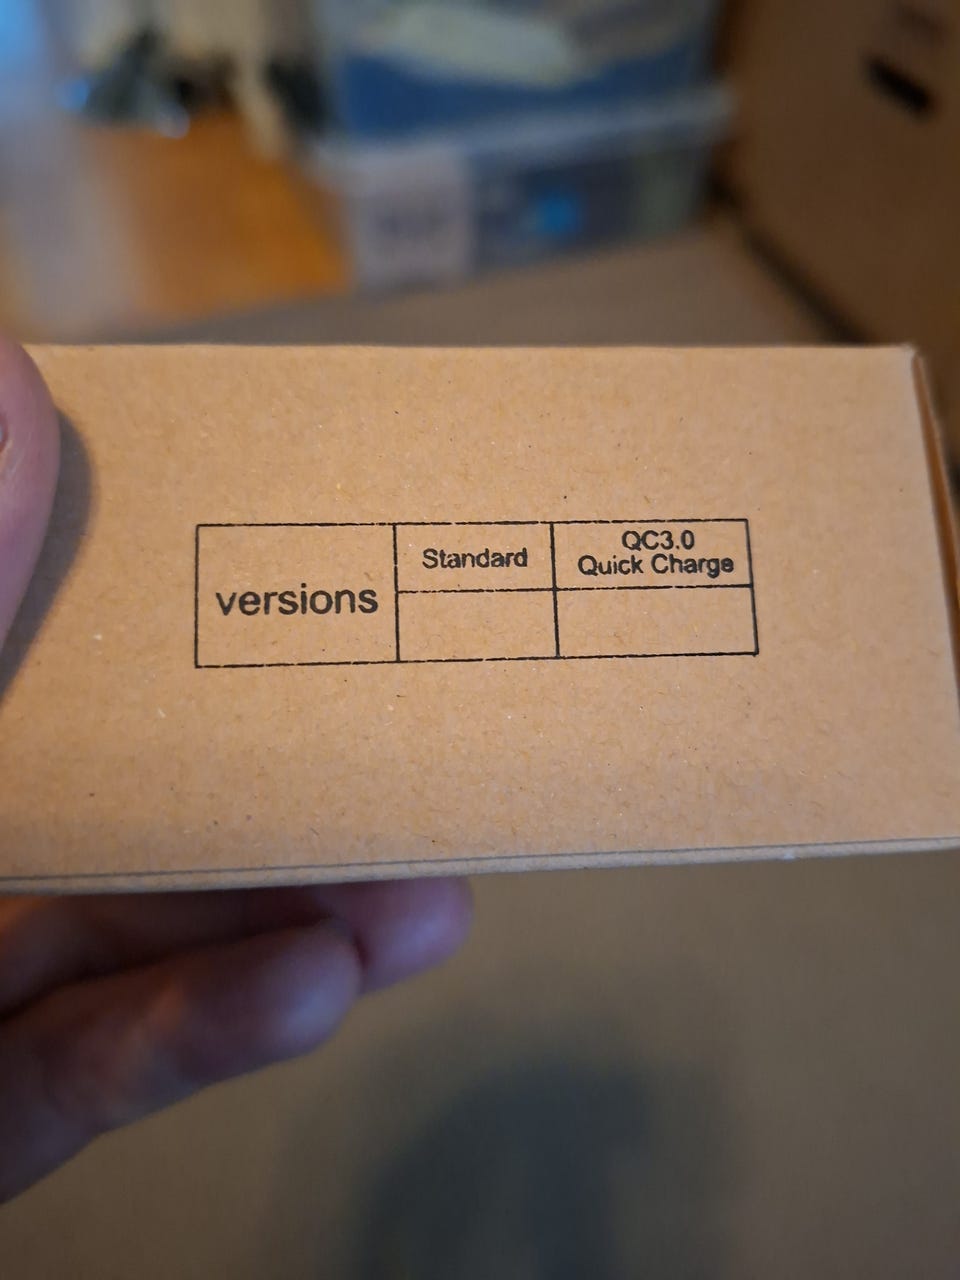 versions
Standard
QC3.0
Quick Charge